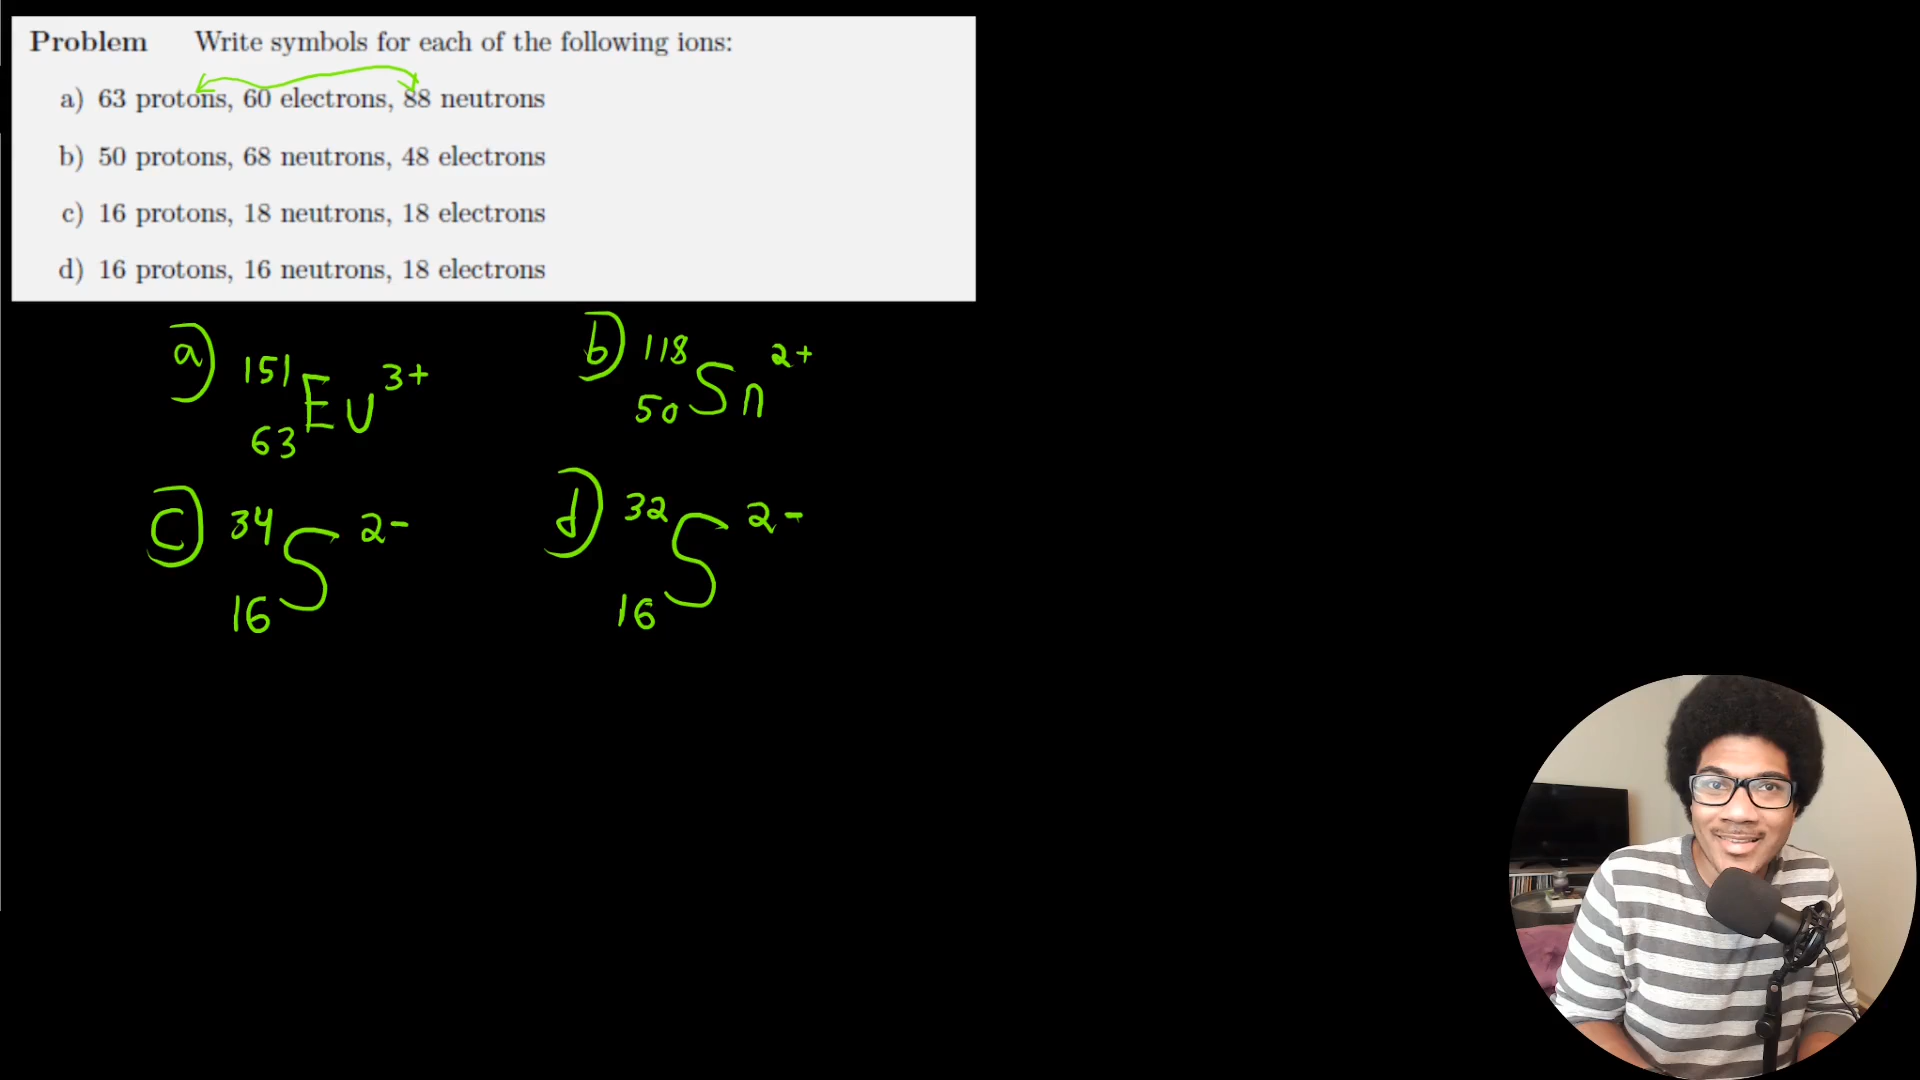 Problem Write symbols for each of the following ions:
a) 63 protons, 60 electrons, 88 neutrons
b) 50 protons, 68 neutrons, 48 electrons
c) 16 protons, 18 neutrons, 18 electrons
d) 16 protons, 16 neutrons, 18 electrons
a) 151 63 Eu 3+
b) 118 50 Sn 2+
c) 34 16 S 2-
d) 32 16 S 2-